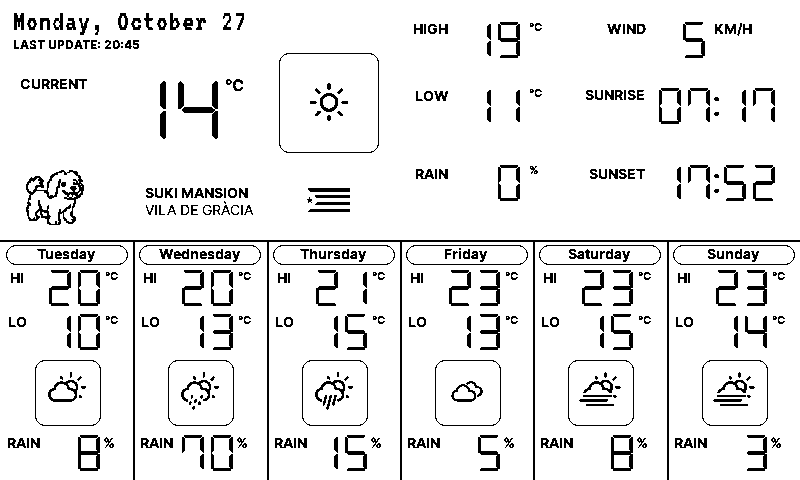 Monday, October 27
LAST UPDATE: 20:45
CURRENT 14 °C
SUKI MANSION
VILA DE GRÀCIA
HIGH 19 °C
LOW 11 °C
RAIN 0 %
WIND 5 KM/H
SUNRISE 07:17
SUNSET 17:52
Tuesday
HI 20 °C
LO 10 °C
RAIN 8 %
Wednesday
HI 20 °C
LO 13 °C
RAIN 70 %
Thursday
HI 21 °C
LO 15 °C
RAIN 15 %
Friday
HI 23 °C
LO 13 °C
RAIN 5 %
Saturday
HI 23 °C
LO 15 °C
RAIN 8 %
Sunday
HI 23 °C
LO 14 °C
RAIN 3 %